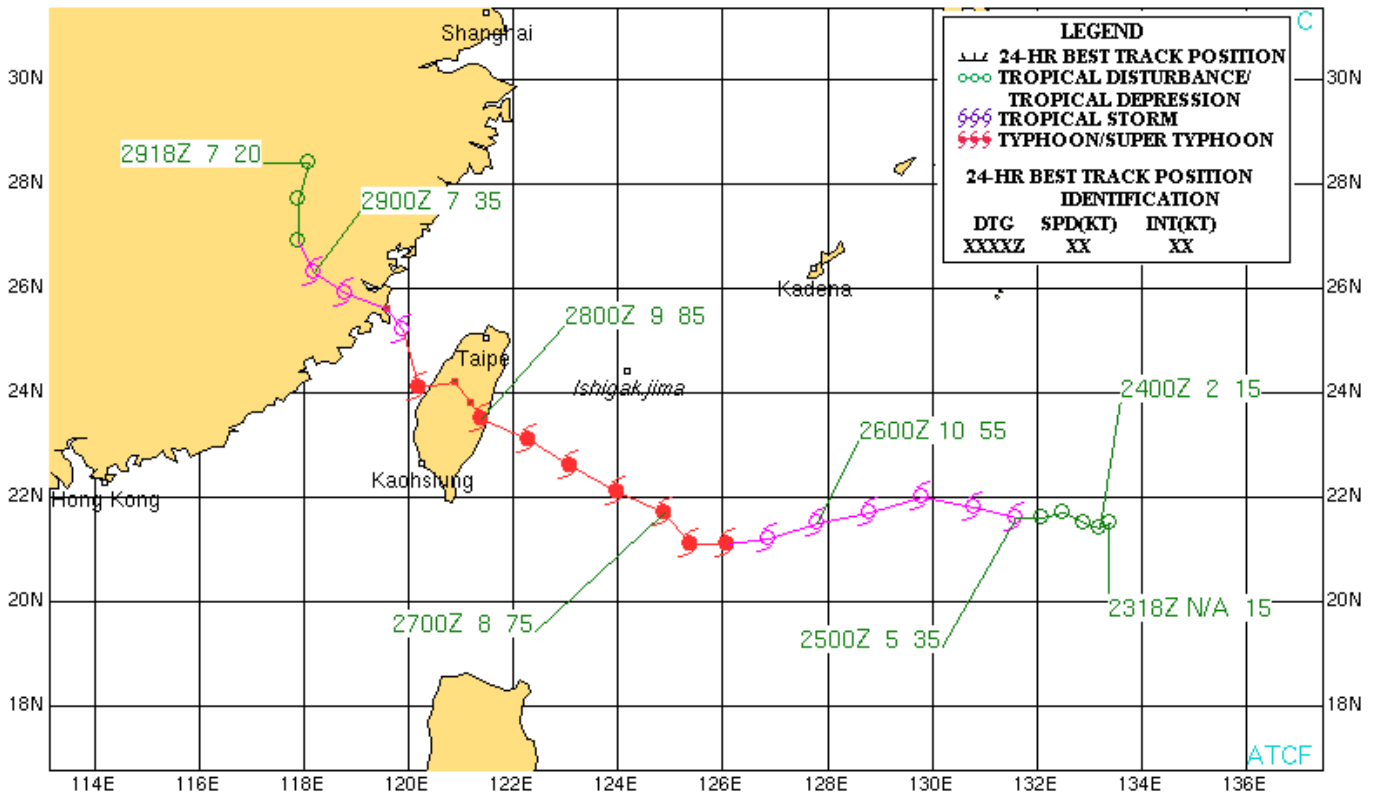 Shanghai
C
LEGEND
24-HR BEST TRACK POSITION
TROPICAL DISTURBANCE/
TROPICAL DEPRESSION
TROPICAL STORM
TYPHOON/SUPER TYPHOON
24-HR BEST TRACK POSITION
IDENTIFICATION
DTG SPD(KT) INT(KT)
XXXXZ XX XX
30N 30N
2918Z 7 20
28N 28N
2900Z 7 35
26N 26N
Kadena
2800Z 9 85
Taipe
24N 24N
Ishigakjima
2400Z 2 15
2600Z 10 55
Kaohsiung
22N 22N
Hong Kong
20N 20N
2318Z N/A 15
2700Z 8 75
2500Z 5 35
18N 18N
ATCF
114E 116E 118E 120E 122E 124E 126E 128E 130E 132E 134E 136E